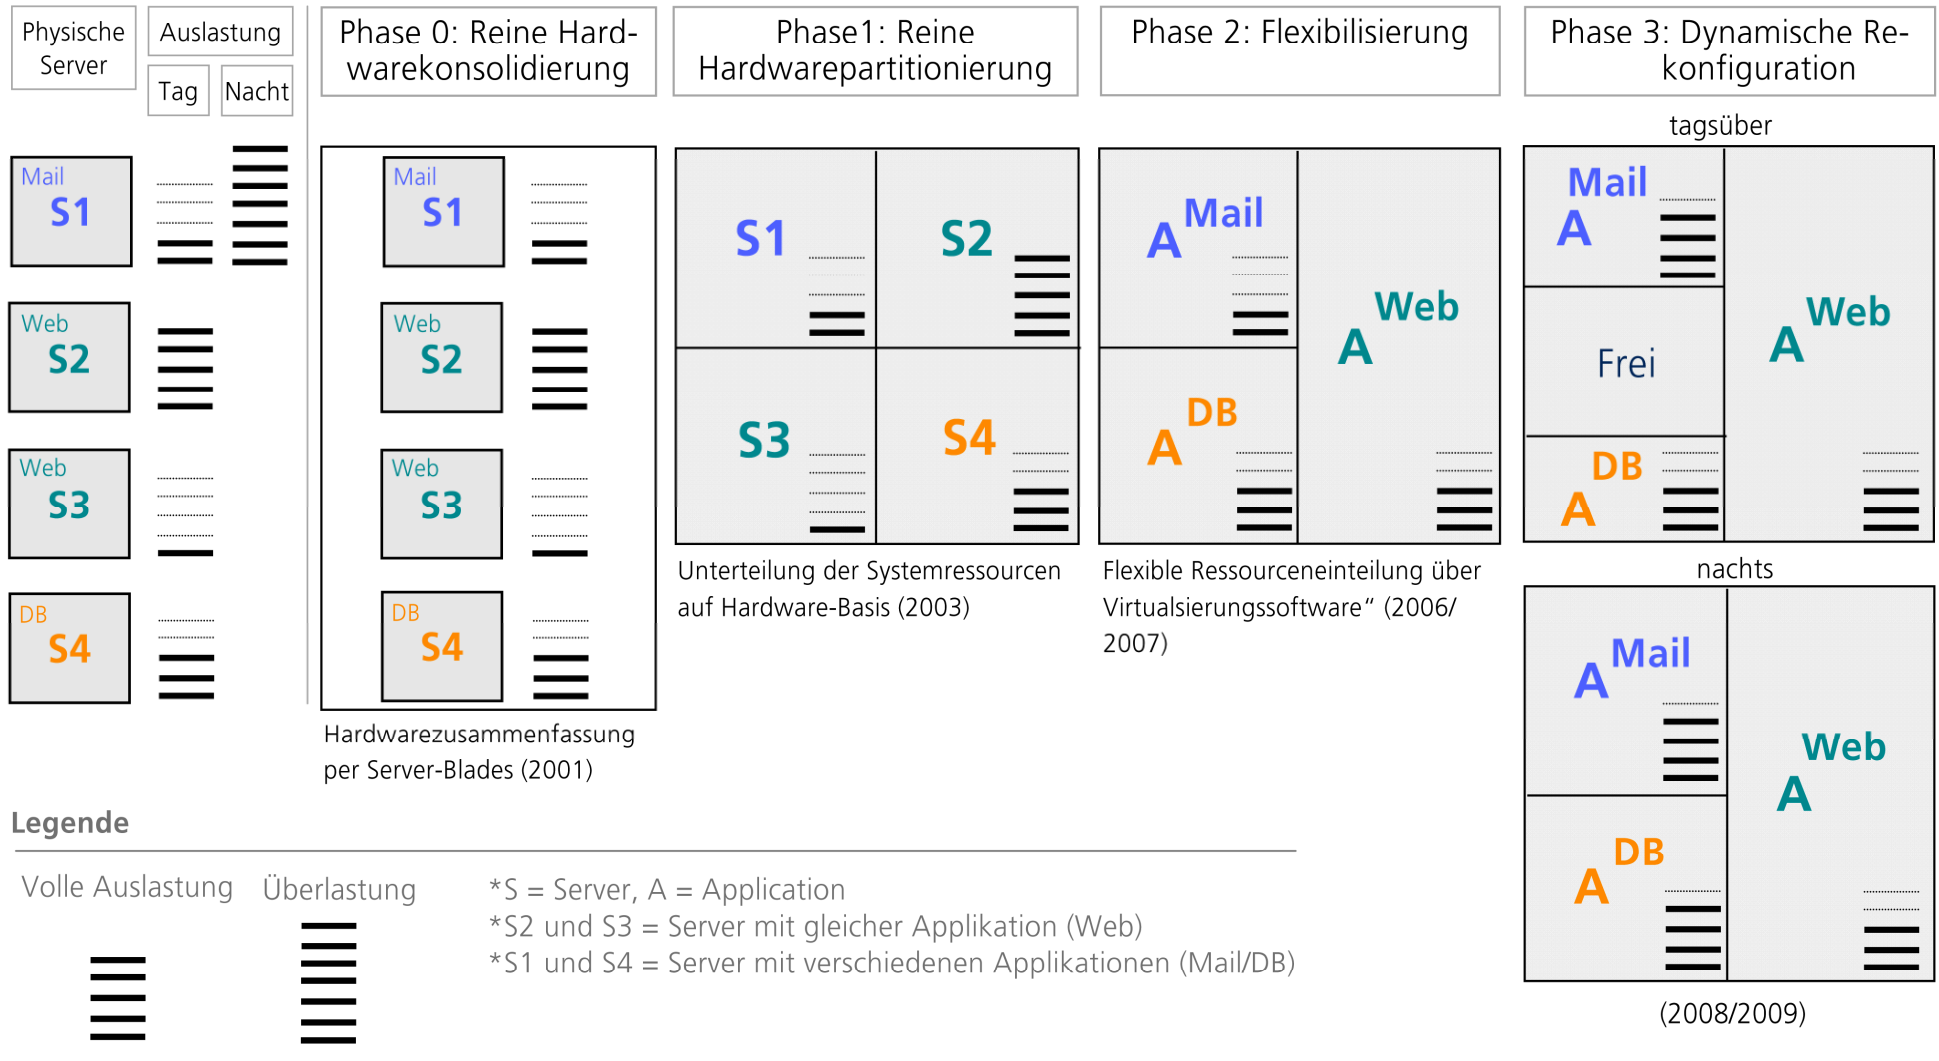 Physische
Server
Auslastung
Tag
Nacht
Phase 0: Reine Hard-
warekonsolidierung
Phase1: Reine
Hardwarepartitionierung
Phase 2: Flexibilisierung
Phase 3: Dynamische Re-
konfiguration
Mail
S1
Web
S2
Web
S3
DB
S4
Mail
S1
Web
S2
Web
S3
DB
S4
Hardwarezusammenfassung
per Server-Blades (2001)
S1
S2
S3
S4
Unterteilung der Systemressourcen
auf Hardware-Basis (2003)
A Mail
A Web
A DB
Flexible Ressourceneinteilung über
Virtualsierungssoftware“ (2006/
2007)
tagsüber
Mail
A
Frei
A Web
DB
A
nachts
A Mail
A Web
A DB
(2008/2009)
Legende
Volle Auslastung
Überlastung
*S = Server, A = Application
*S2 und S3 = Server mit gleicher Applikation (Web)
*S1 und S4 = Server mit verschiedenen Applikationen (Mail/DB)